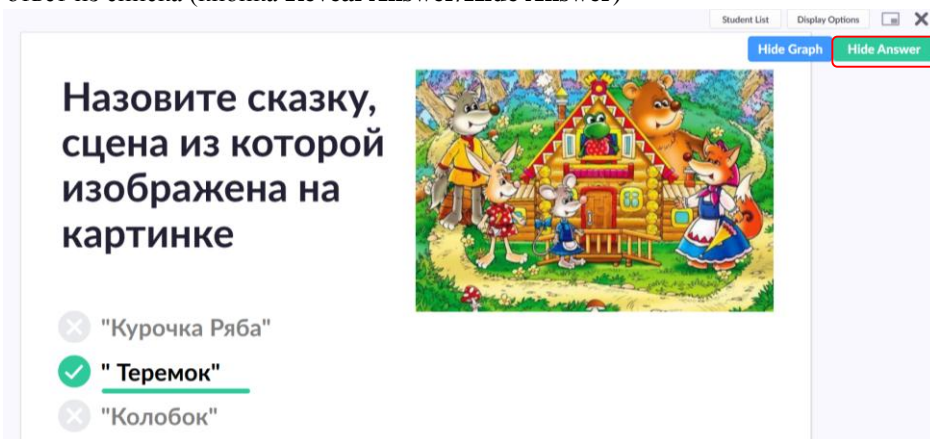 ответ из списка (кнопка Reveal Answer/Hide Answer)
Student List Display Options
Hide Graph Hide Answer
Назовите сказку,
сцена из которой
изображена на
картинке
"Курочка Ряба"
" Теремок"
"Колобок"